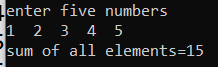 enter five numbers
1 2 3 4 5
sum of all elements=15